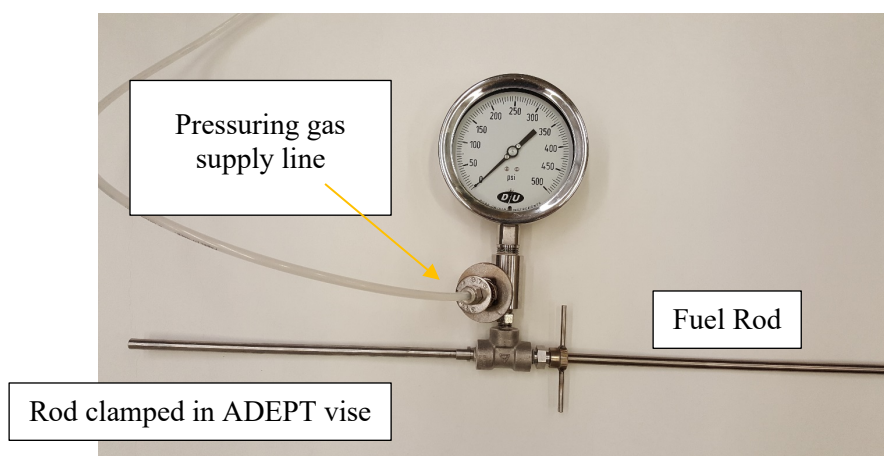 Pressuring gas
supply line
0
50
100
150
200
250
300
350
400
450
500
psi
D/U
Fuel Rod
Rod clamped in ADEPT vise